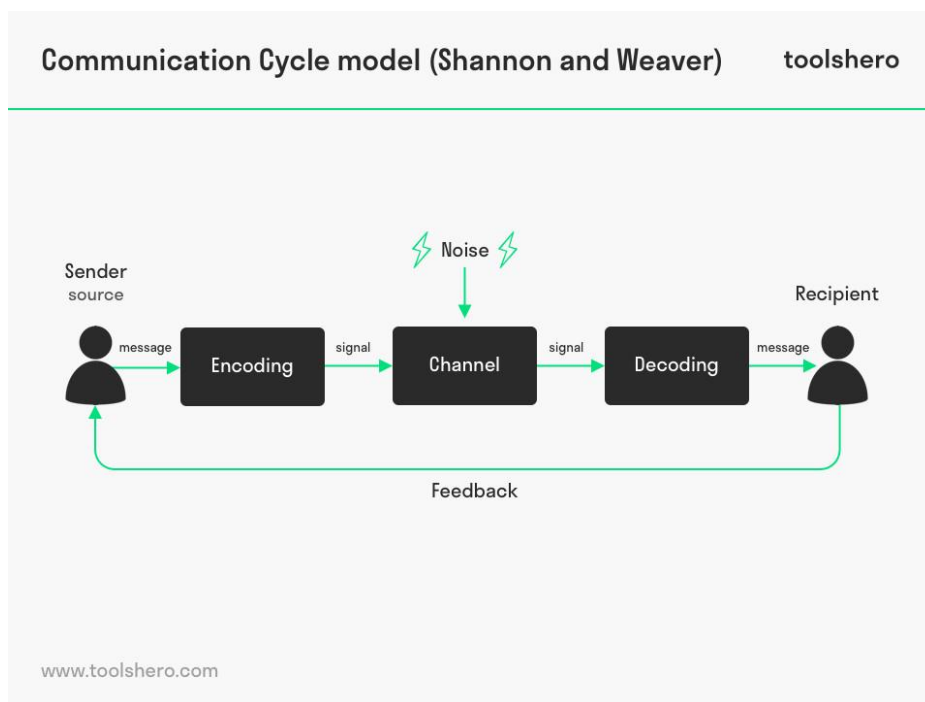 Communication Cycle model (Shannon and Weaver)
toolshero
Noise
Sender
source
Recipient
message
Encoding
signal
Channel
signal
Decoding
message
Feedback
www.toolshero.com